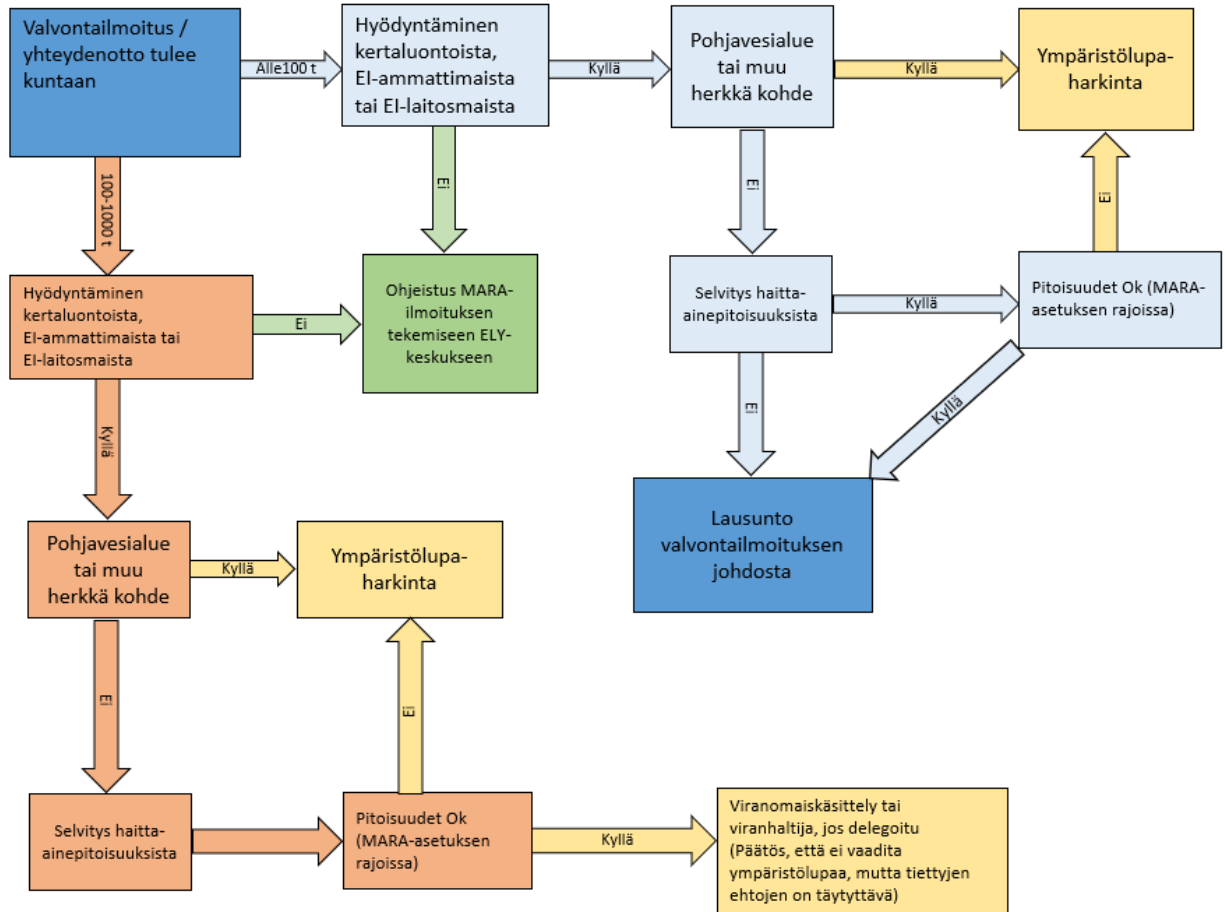 Valvontailmoitus /
yhteydenotto tulee
kuntaan
Alle100 t
Hyödyntäminen
kertaluontoista,
EI-ammattimaista
tai EI-laitosmaista
Kyllä
Pohjavesialue
tai muu
herkkä kohde
Kyllä
Ympäristölupa-
harkinta
100-1000 t
Ei
Ei
Ei
Hyödyntäminen
kertaluontoista,
EI-ammattimaista tai
EI-laitosmaista
Ei
Ohjeistus MARA-
ilmoituksen
tekemiseen ELY-
keskukseen
Selvitys haitta-
ainepitoisuuksista
Kyllä
Pitoisuudet Ok (MARA-
asetuksen rajoissa)
Kyllä
Ei
Kyllä
Lausunto
valvontailmoituksen
johdosta
Pohjavesialue
tai muu
herkkä kohde
Kyllä
Ympäristölupa-
harkinta
Ei
Ei
Selvitys haitta-
ainepitoisuuksista
Pitoisuudet Ok
(MARA-asetuksen
rajoissa)
Kyllä
Viranomaiskäsittely tai
viranhaltija, jos delegoitu
(Päätös, että ei vaadita
ympäristölupaa, mutta tiettyjen
ehtojen on täytyttävä)